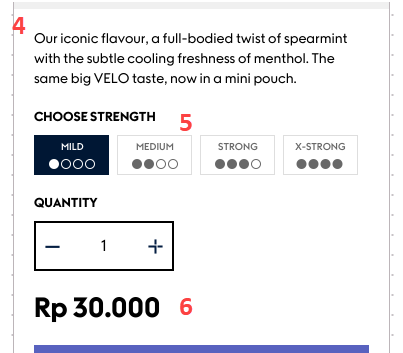 4
Our iconic flavour, a full-bodied twist of spearmint
with the subtle cooling freshness of menthol. The
same big VELO taste, now in a mini pouch.
CHOOSE STRENGTH
5
MILD MEDIUM STRONG X-STRONG
QUANTITY
1
Rp 30.000
6